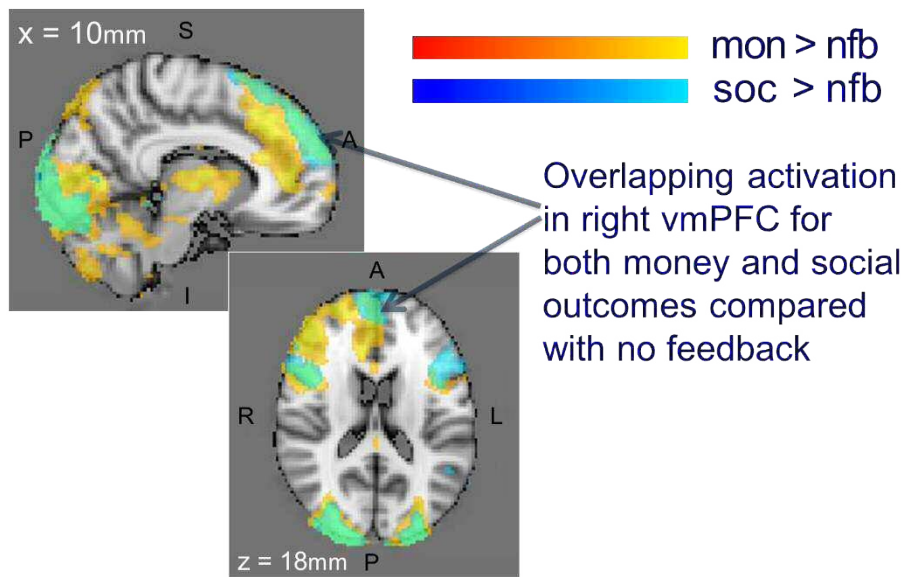 x = 10mm
S
P
A
I
mon > nfb
soc > nfb
Overlapping activation
in right vmPFC for
both money and social
outcomes compared
with no feedback
A
R
L
z = 18mm
P